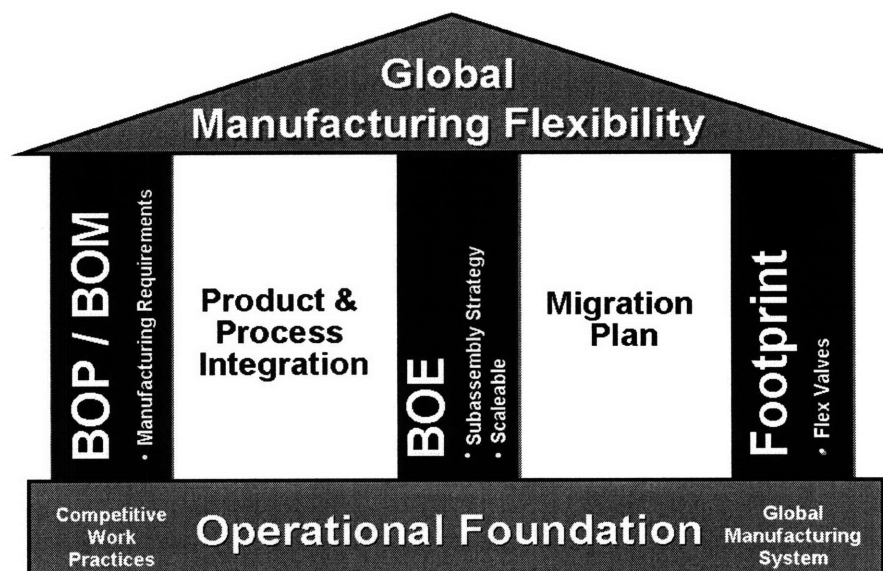 Global
Manufacturing Flexibility
BOP / BOM
• Manufacturing Requirements
Product &
Process
Integration
BOE
• Subassembly Strategy
• Scaleable
Migration
Plan
Footprint
• Flex Valves
Competitive
Work
Practices
Operational Foundation
Global
Manufacturing
System